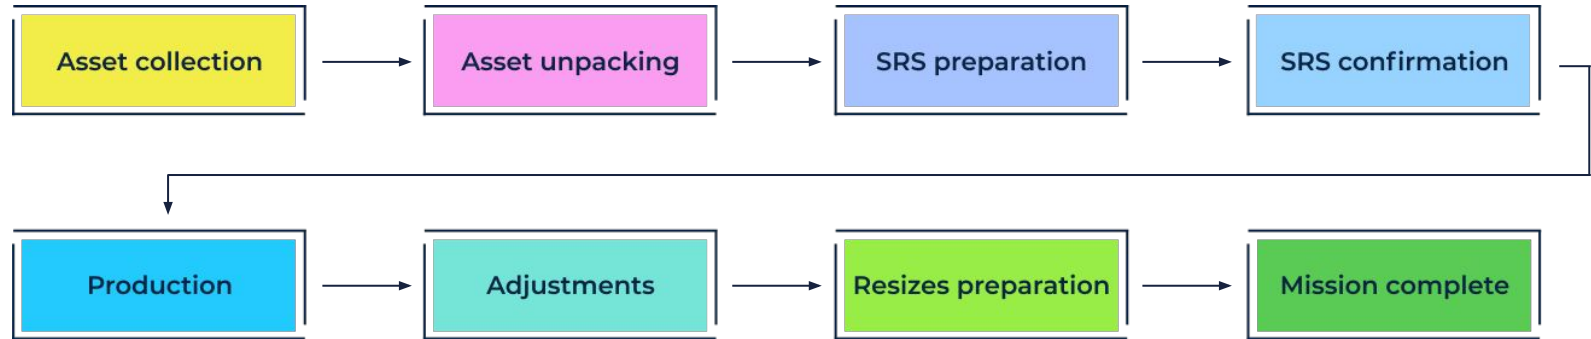 Asset collection
Asset unpacking
SRS preparation
SRS confirmation
Production
Adjustments
Resizes preparation
Mission complete